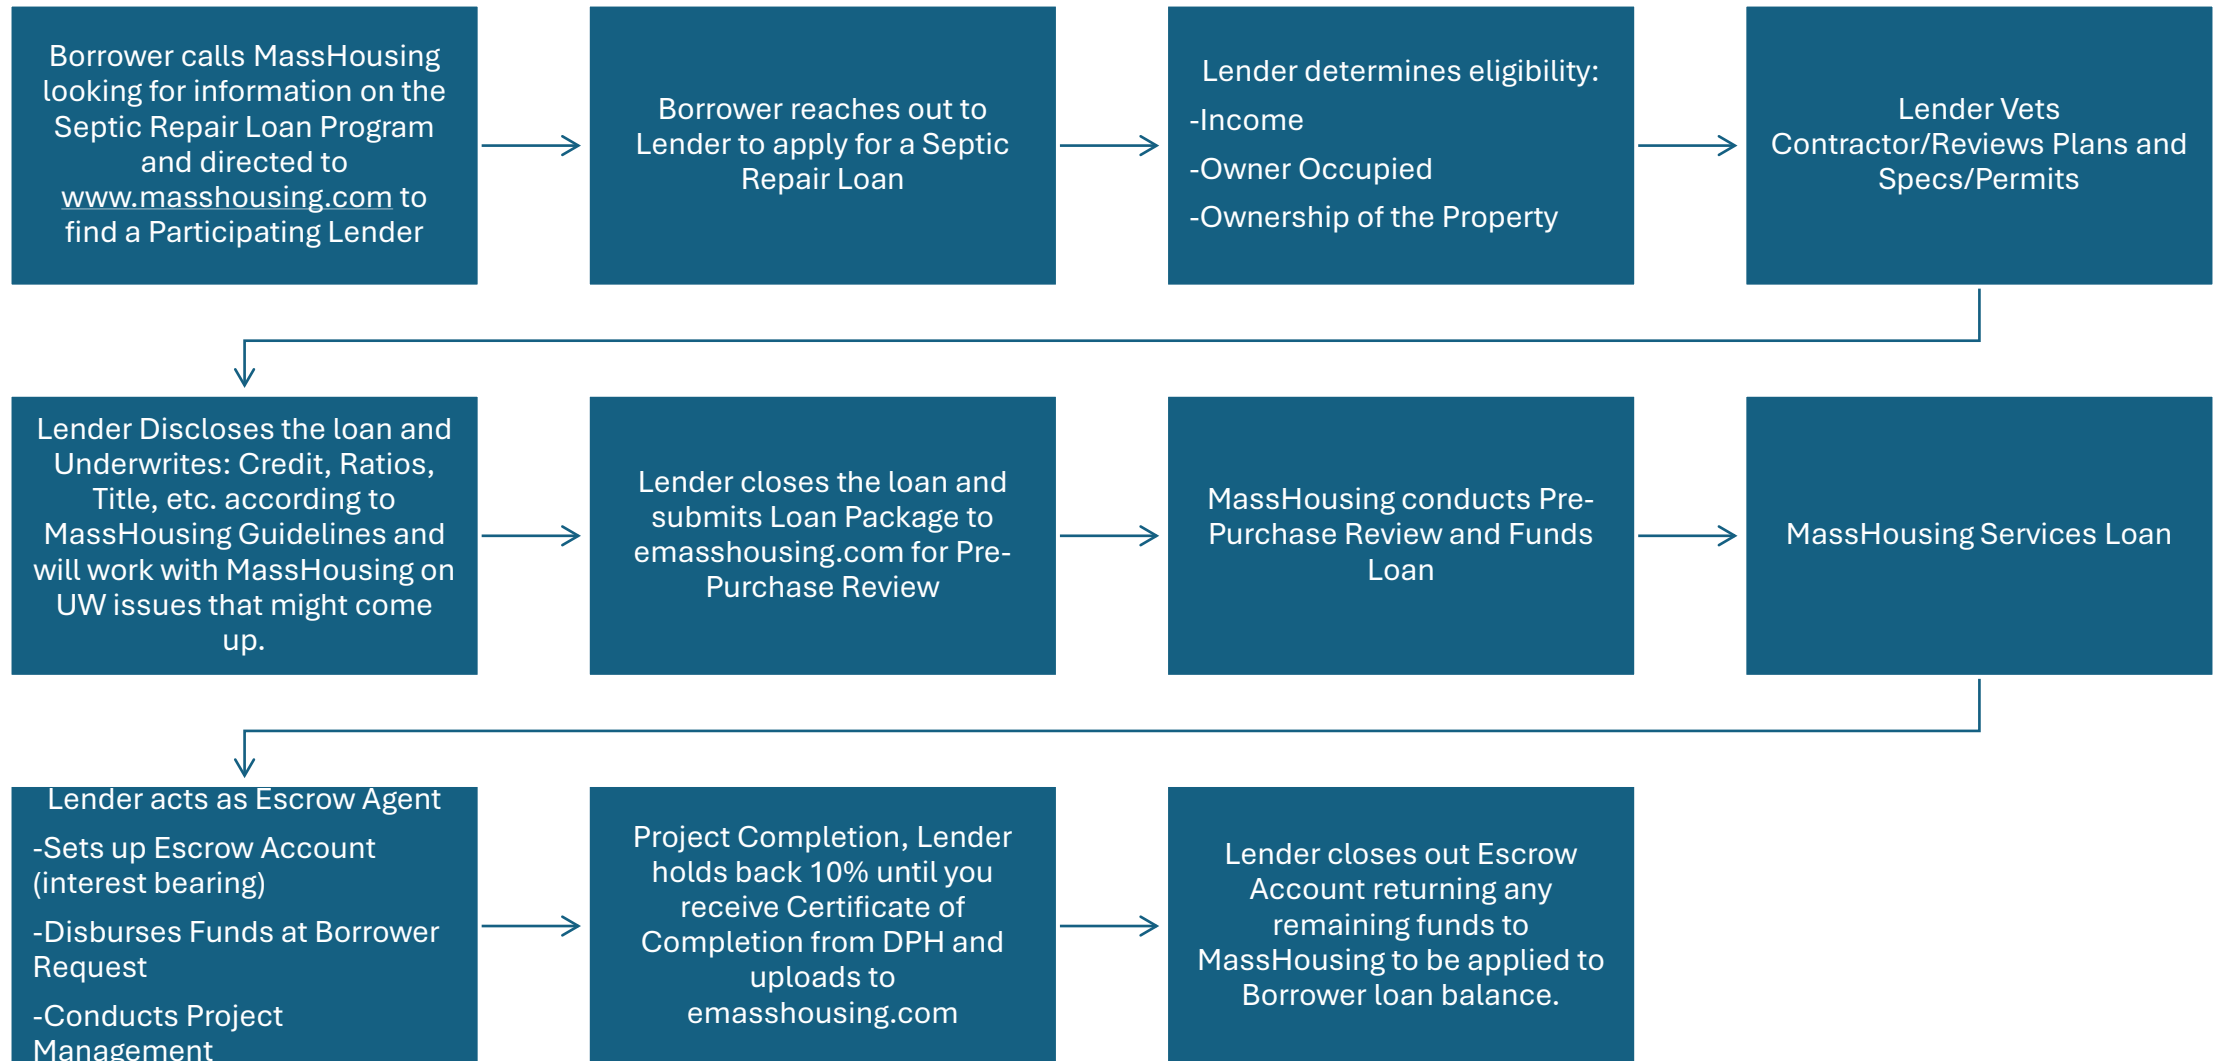 Borrower calls MassHousing
looking for information on the
Septic Repair Loan Program
and directed to
www.masshousing.com to
find a Participating Lender
Borrower reaches out to
Lender to apply for a Septic
Repair Loan
Lender determines eligibility:
-Income
-Owner Occupied
-Ownership of the Property
Lender Vets
Contractor/Reviews Plans and
Specs/Permits
Lender Discloses the loan and
Underwrites: Credit, Ratios,
Title, etc. according to
MassHousing Guidelines and
will work with MassHousing on
UW issues that might come
up.
Lender closes the loan and
submits Loan Package to
emasshousing.com for Pre-
Purchase Review
MassHousing conducts Pre-
Purchase Review and Funds
Loan
MassHousing Services Loan
Lender acts as Escrow Agent
-Sets up Escrow Account
(interest bearing)
-Disburses Funds at Borrower
Request
-Conducts Project
Management
Project Completion, Lender
holds back 10% until you
receive Certificate of
Completion from DPH and
uploads to
emasshousing.com
Lender closes out Escrow
Account returning any
remaining funds to
MassHousing to be applied to
Borrower loan balance.